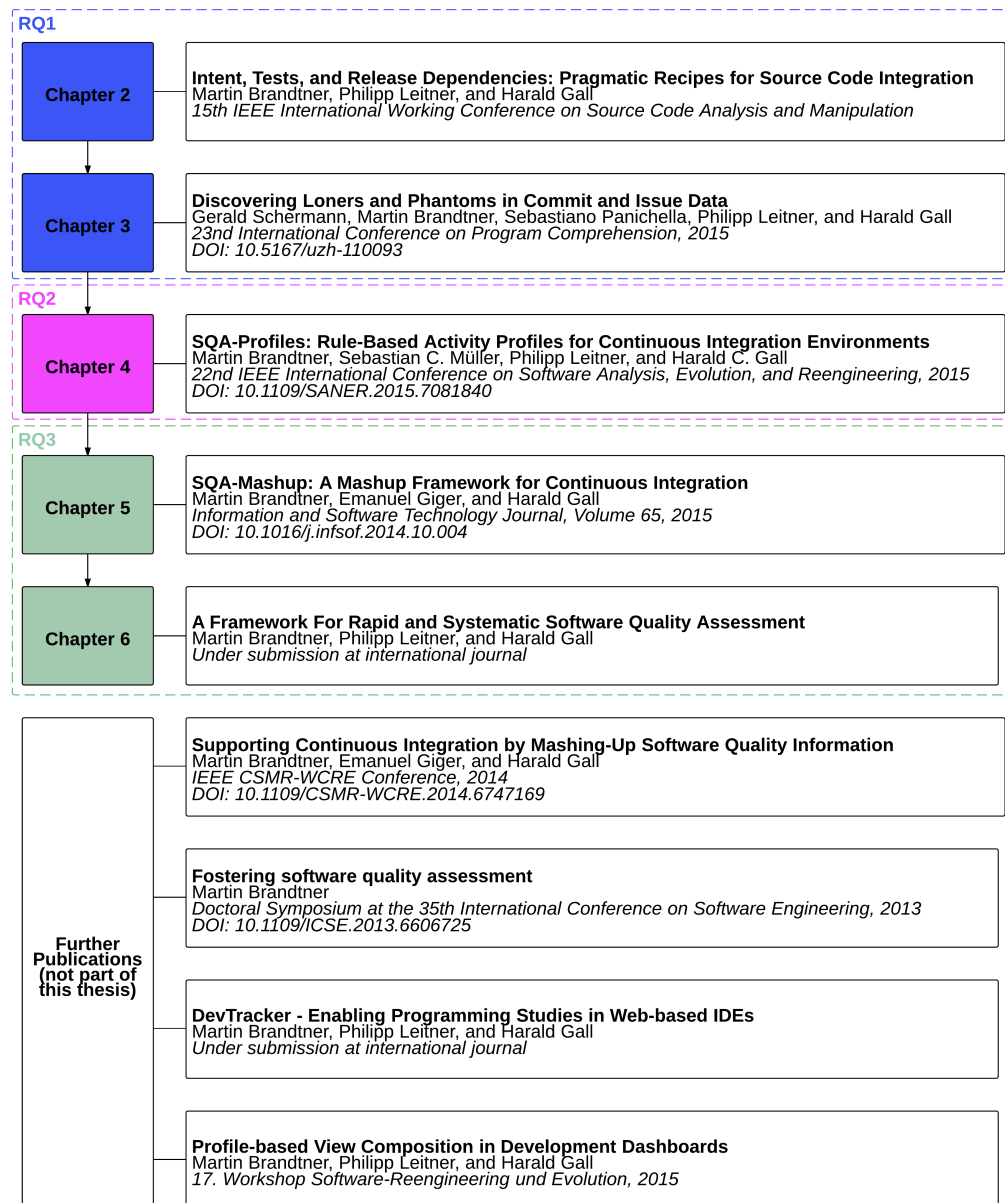 RQ1
Chapter 2
Intent, Tests, and Release Dependencies: Pragmatic Recipes for Source Code Integration
Martin Brandtner, Philipp Leitner, and Harald Gall
15th IEEE International Working Conference on Source Code Analysis and Manipulation
Chapter 3
Discovering Loners and Phantoms in Commit and Issue Data
Gerald Schermann, Martin Brandtner, Sebastiano Panichella, Philipp Leitner, and Harald Gall
23nd International Conference on Program Comprehension, 2015
DOI: 10.5167/uzh-110093
RQ2
Chapter 4
SQA-Profiles: Rule-Based Activity Profiles for Continuous Integration Environments
Martin Brandtner, Sebastian C. Müller, Philipp Leitner, and Harald C. Gall
22nd IEEE International Conference on Software Analysis, Evolution, and Reengineering, 2015
DOI: 10.1109/SANER.2015.7081840
RQ3
Chapter 5
SQA-Mashup: A Mashup Framework for Continuous Integration
Martin Brandtner, Emanuel Giger, and Harald Gall
Information and Software Technology Journal, Volume 65, 2015
DOI: 10.1016/j.infsof.2014.10.004
Chapter 6
A Framework For Rapid and Systematic Software Quality Assessment
Martin Brandtner, Philipp Leitner, and Harald Gall
Under submission at international journal
Further
Publications
(not part of
this thesis)
Supporting Continuous Integration by Mashing-Up Software Quality Information
Martin Brandtner, Emanuel Giger, and Harald Gall
IEEE CSMR-WCRE Conference, 2014
DOI: 10.1109/CSMR-WCRE.2014.6747169
Fostering software quality assessment
Martin Brandtner
Doctoral Symposium at the 35th International Conference on Software Engineering, 2013
DOI: 10.1109/ICSE.2013.6606725
DevTracker - Enabling Programming Studies in Web-based IDEs
Martin Brandtner, Philipp Leitner, and Harald Gall
Under submission at international journal
Profile-based View Composition in Development Dashboards
Martin Brandtner, Philipp Leitner, and Harald Gall
17. Workshop Software-Reengineering und Evolution, 2015